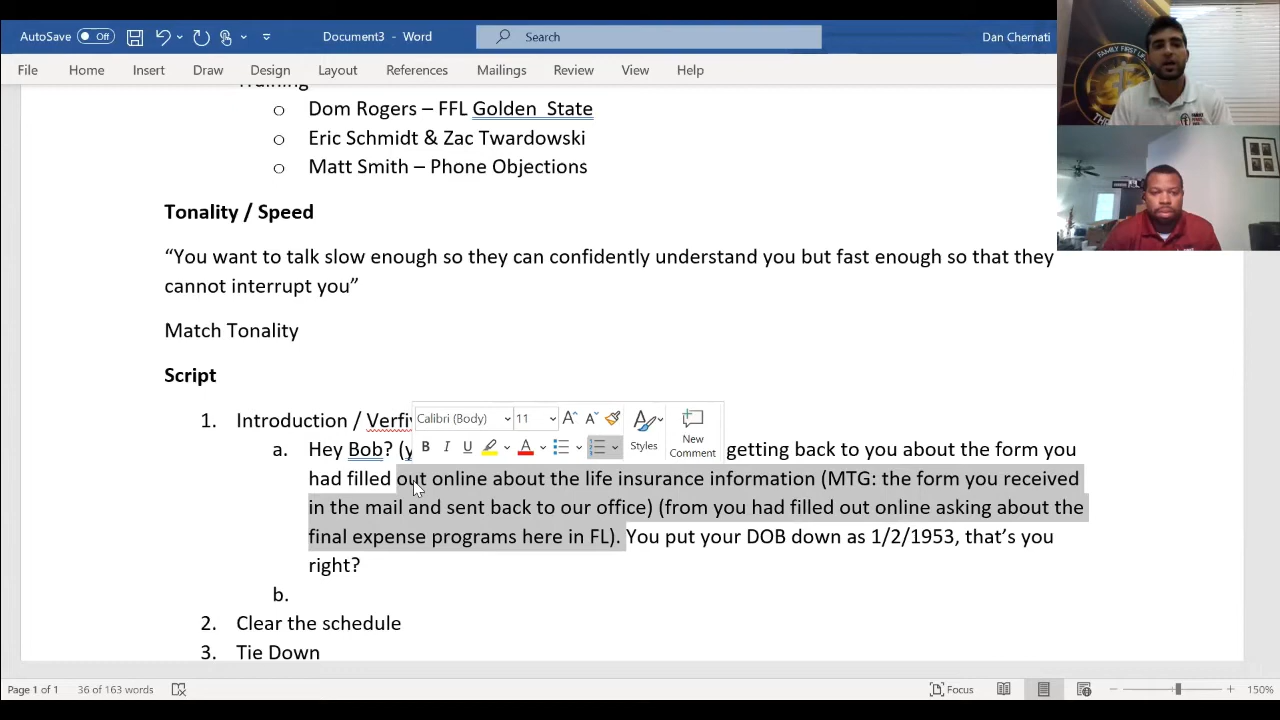 AutoSave Off Document3 - Word Search Dan Chernati
File Home Insert Draw Design Layout References Mailings Review View Help
Training
o Dom Rogers – FFL Golden State
o Eric Schmidt & Zac Twardowski
o Matt Smith – Phone Objections
Tonality / Speed
“You want to talk slow enough so they can confidently understand you but fast enough so that they
cannot interrupt you”
Match Tonality
Script
1. Introduction / Verfi
Calibri (Body) 11
Styles New
Comment
a. Hey Bob? getting back to you about the form you
had filled out online about the life insurance information (MTG: the form you received
in the mail and sent back to our office) (from you had filled out online asking about the
final expense programs here in FL). You put your DOB down as 1/2/1953, that’s you
right?
b.
2. Clear the schedule
3. Tie Down
Page 1 of 1 36 of 163 words Focus 150%
FAMILY FIRST LIFE